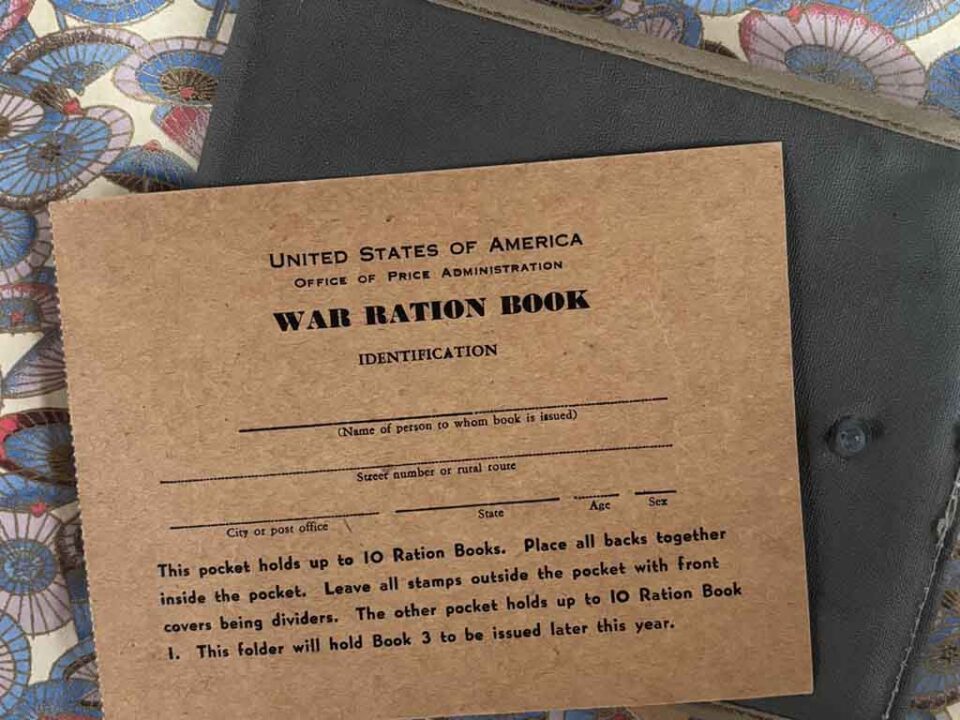 UNITED STATES OF AMERICA
OFFICE OF PRICE ADMINISTRATION
WAR RATION BOOK
IDENTIFICATION
(Name of person to whom book is issued)
Street number or rural route
City or post office State Age Sex
This pocket holds up to 10 Ration Books. Place all backs together
inside the pocket. Leave all stamps outside the pocket with front
covers being dividers. The other pocket holds up to 10 Ration Book
1. This folder will hold Book 3 to be issued later this year.